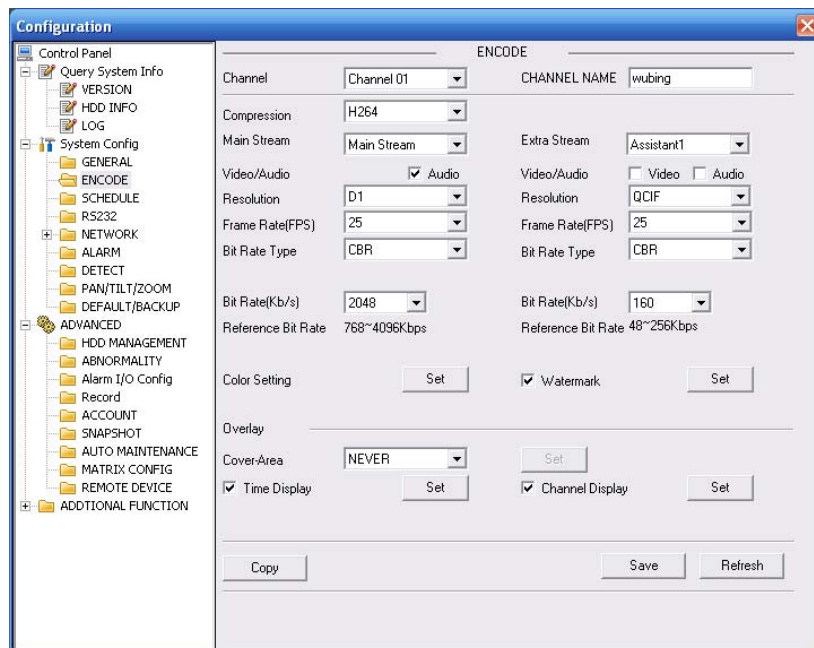 Configuration
Control Panel
Query System Info
VERSION
HDD INFO
LOG
System Config
GENERAL
ENCODE
SCHEDULE
RS232
NETWORK
ALARM
DETECT
PAN/TILT/ZOOM
DEFAULT/BACKUP
ADVANCED
HDD MANAGEMENT
ABNORMALITY
Alarm I/O Config
Record
ACCOUNT
SNAPSHOT
AUTO MAINTENANCE
MATRIX CONFIG
REMOTE DEVICE
ADDTIONAL FUNCTION
ENCODE
Channel Channel 01 CHANNEL NAME wubing
Compression H264
Main Stream Main Stream Extra Stream Assistant1
Video/Audio Audio Video/Audio Video Audio
Resolution D1 Resolution QCIF
Frame Rate(FPS) 25 Frame Rate(FPS) 25
Bit Rate Type CBR Bit Rate Type CBR
Bit Rate(Kb/s) 2048 Bit Rate(Kb/s) 160
Reference Bit Rate 768~4096Kbps Reference Bit Rate 48~256Kbps
Color Setting Set Watermark Set
Overlay
Cover-Area NEVER Set
Time Display Set Channel Display Set
Copy Save Refresh